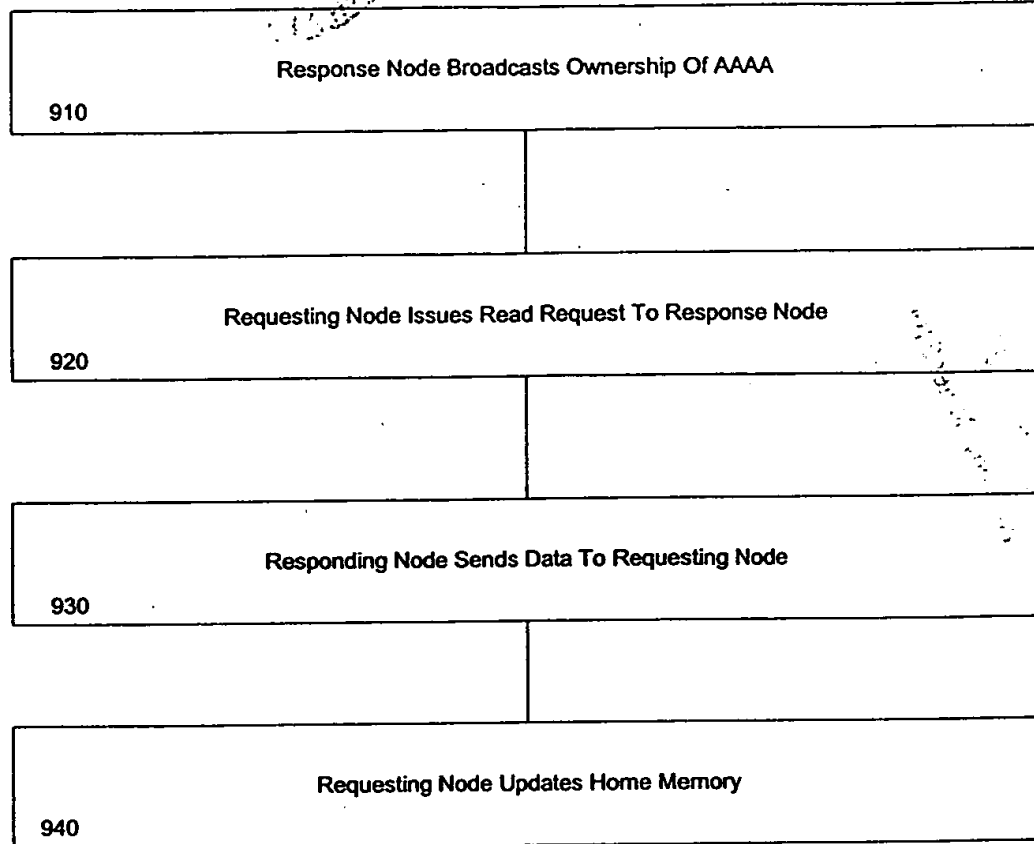 Response Node Broadcasts Ownership Of AAAA
910
Requesting Node Issues Read Request To Response Node
920
Responding Node Sends Data To Requesting Node
930
Requesting Node Updates Home Memory
940